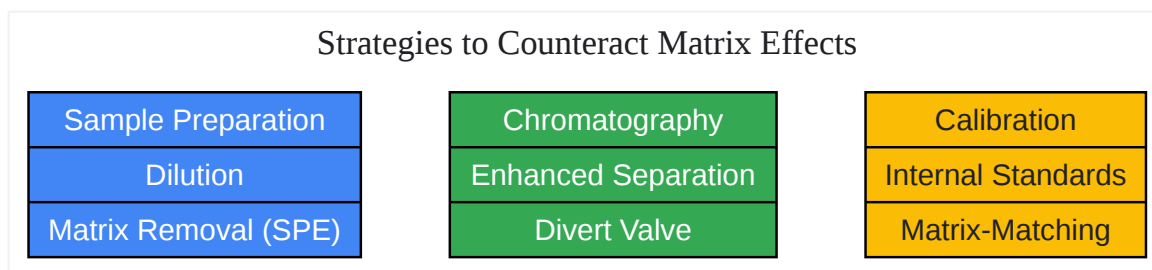 Strategies to Counteract Matrix Effects
Sample Preparation
Dilution
Matrix Removal (SPE)
Chromatography
Enhanced Separation
Divert Valve
Calibration
Internal Standards
Matrix-Matching